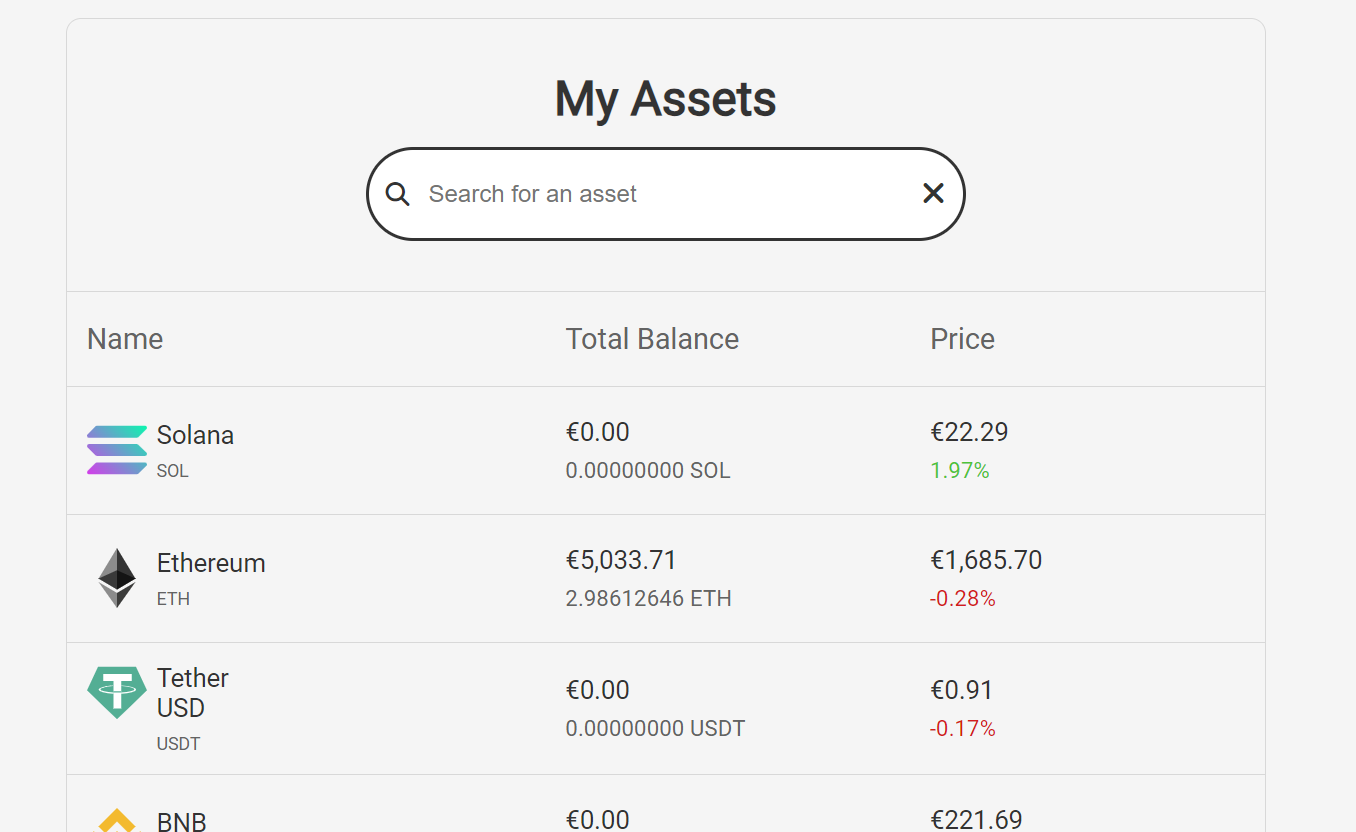 My Assets
Search for an asset
Name Total Balance Price
Solana €0.00 €22.29
SOL 0.00000000 SOL 1.97%
Ethereum €5,033.71 €1,685.70
ETH 2.98612646 ETH -0.28%
Tether
USD €0.00 €0.91
USDT 0.00000000 USDT -0.17%
BNB €0.00 €221.69